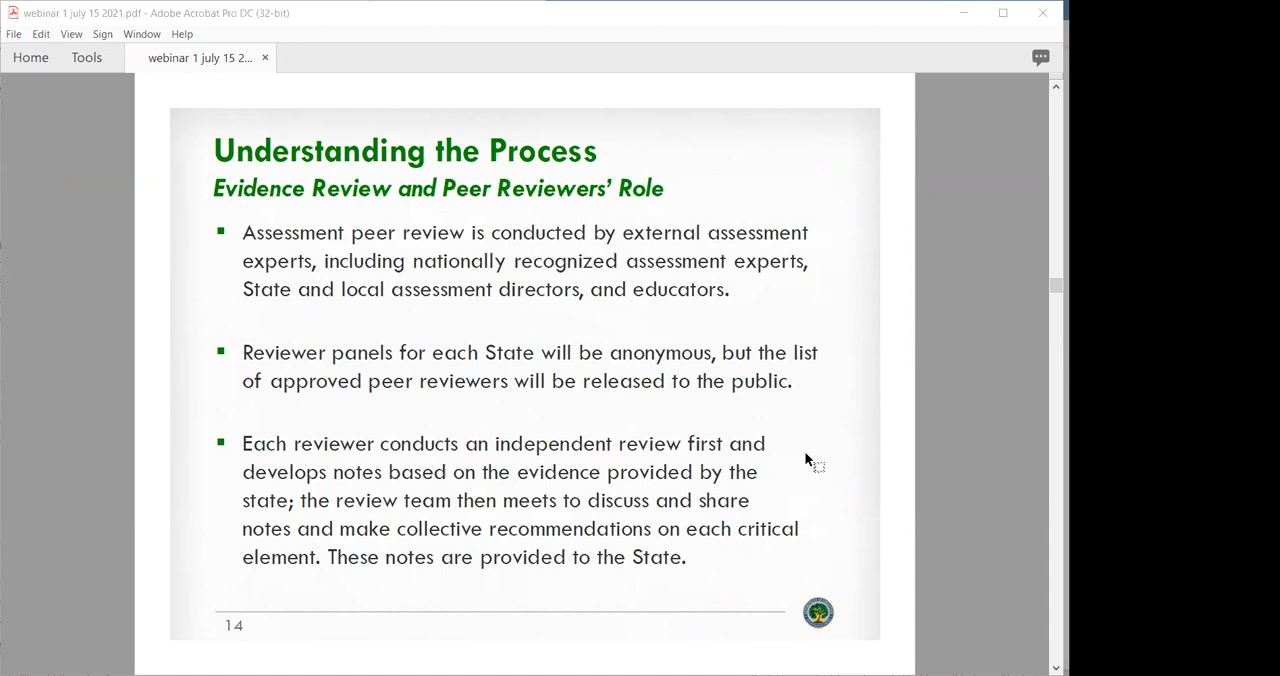 webinar 1 july 15 2021.pdf - Adobe Acrobat Pro DC (32-bit)
File Edit View Sign Window Help
Home Tools webinar 1 july 15 2... ×
Understanding the Process
Evidence Review and Peer Reviewers’ Role
Assessment peer review is conducted by external assessment
experts, including nationally recognized assessment experts,
State and local assessment directors, and educators.
Reviewer panels for each State will be anonymous, but the list
of approved peer reviewers will be released to the public.
Each reviewer conducts an independent review first and
develops notes based on the evidence provided by the
state; the review team then meets to discuss and share
notes and make collective recommendations on each critical
element. These notes are provided to the State.
14